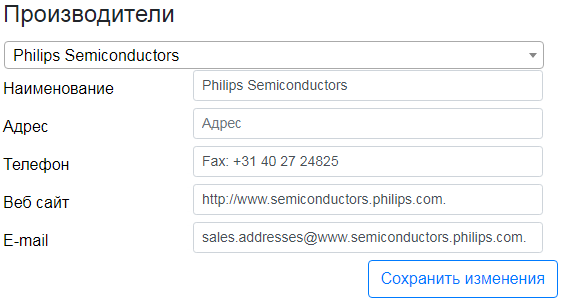 Производители
Philips Semiconductors
Наименование Philips Semiconductors
Адрес Адрес
Телефон Fax: +31 40 27 24825
Веб сайт http://www.semiconductors.philips.com.
E-mail sales.addresses@www.semiconductors.philips.com.
Сохранить изменения